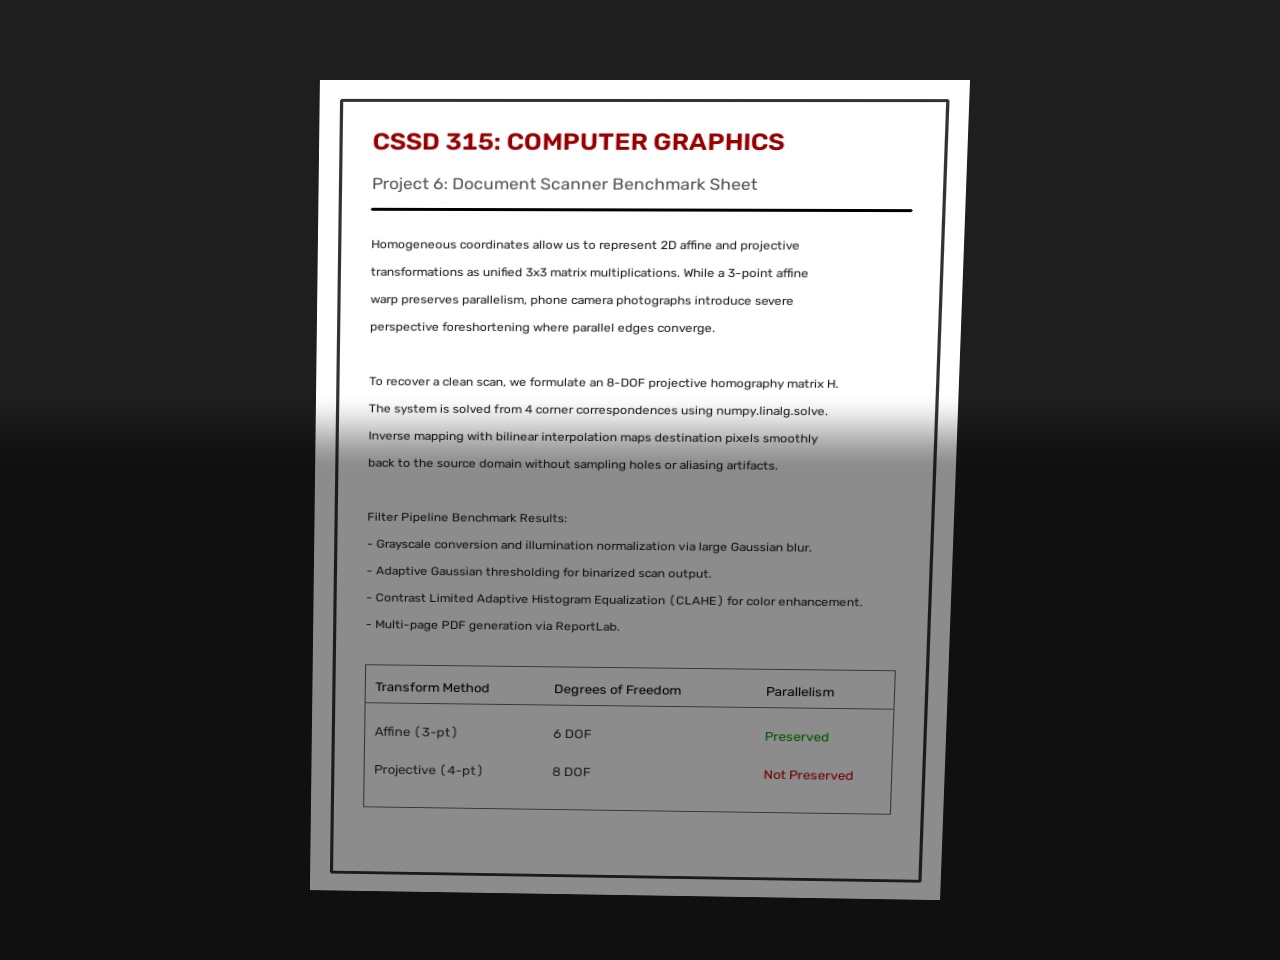 CSSD 315: COMPUTER GRAPHICS
Project 6: Document Scanner Benchmark Sheet
Homogeneous coordinates allow us to represent 2D affine and projective
transformations as unified 3x3 matrix multiplications. While a 3-point affine
warp preserves parallelism, phone camera photographs introduce severe
perspective foreshortening where parallel edges converge.
To recover a clean scan, we formulate an 8-DOF projective homography matrix H.
The system is solved from 4 corner correspondences using numpy.linalg.solve.
Inverse mapping with bilinear interpolation maps destination pixels smoothly
back to the source domain without sampling holes or aliasing artifacts.
Filter Pipeline Benchmark Results:
- Grayscale conversion and illumination normalization via large Gaussian blur.
- Adaptive Gaussian thresholding for binarized scan output.
- Contrast Limited Adaptive Histogram Equalization (CLAHE) for color enhancement.
- Multi-page PDF generation via ReportLab.
Transform Method Degrees of Freedom Parallelism
Affine (3-pt) 6 DOF Preserved
Projective (4-pt) 8 DOF Not Preserved